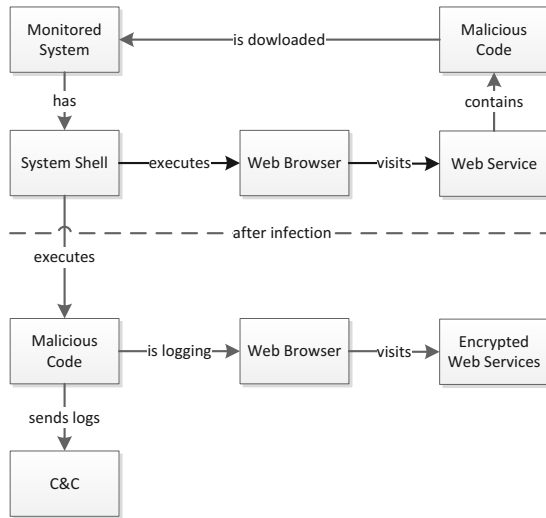 Monitored
System
is dowloaded
Malicious
Code
has
contains
System Shell
executes
Web Browser
visits
Web Service
after infection
executes
Malicious
Code
is logging
Web Browser
visits
Encrypted
Web Services
sends logs
C&C